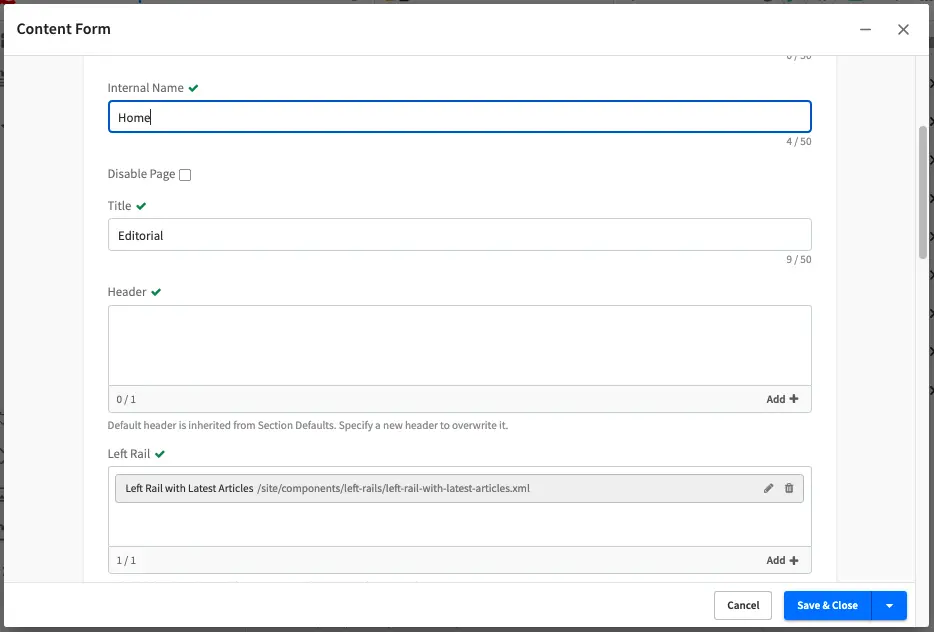 Content Form
Internal Name
Home
4 / 50
Disable Page
Title
Editorial
9 / 50
Header
0 / 1
Add
Default header is inherited from Section Defaults. Specify a new header to overwrite it.
Left Rail
Left Rail with Latest Articles /site/components/left-rails/left-rail-with-latest-articles.xml
1 / 1
Add
Cancel
Save & Close